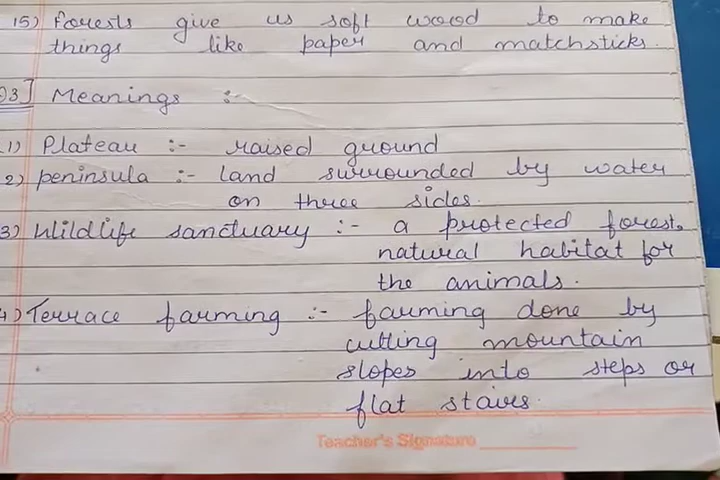 15) Forests give us soft wood to make
things like paper and matchsticks.
Q3] Meanings :-
1) Plateau :- raised ground
2) peninsula :- land surrounded by water
on three sides.
3) Wildlife sanctuary :- a protected forest,
natural habitat for
the animals.
4) Terrace farming :- farming done by
cutting mountain
slopes into steps or
flat stairs.
Teacher's Signature